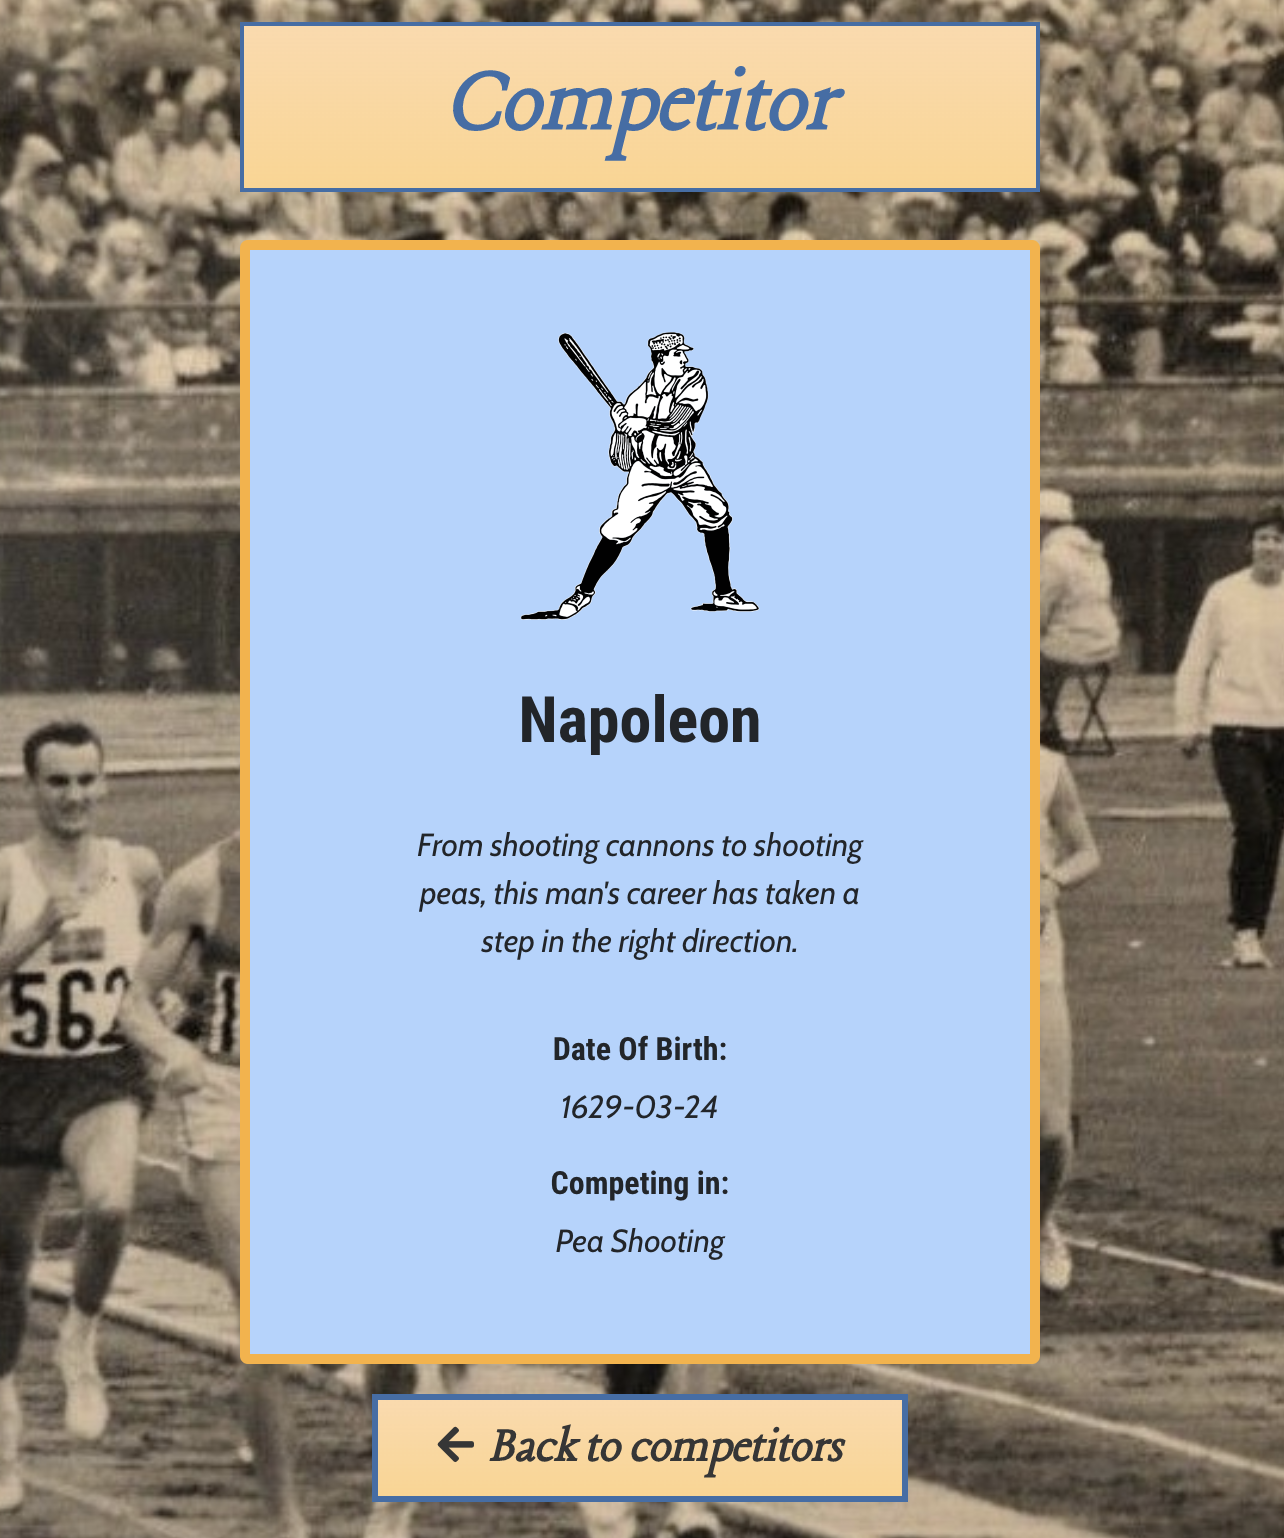 Competitor
Napoleon
From shooting cannons to shooting
peas, this man's career has taken a
step in the right direction.
562
Date Of Birth:
1629-03-24
Competing in:
Pea Shooting
Back to competitors